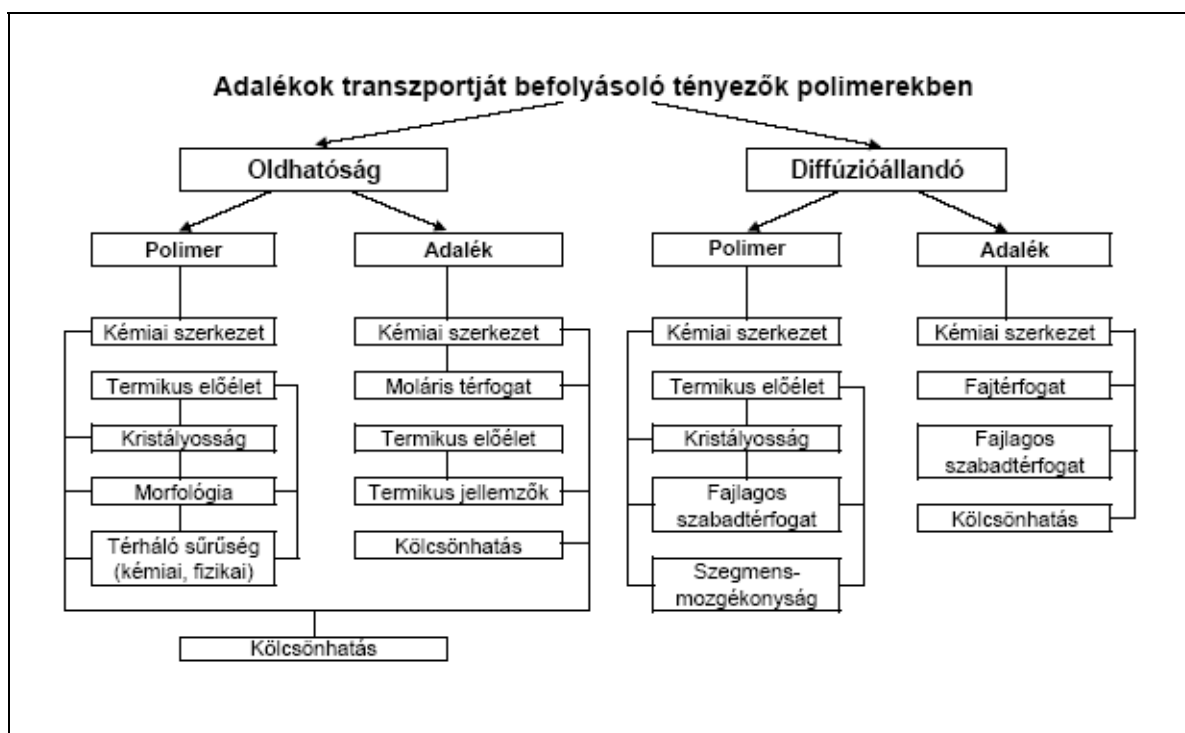 Adalékok transzportját befolyásoló tényezők polimerekben
Oldhatóság
Diffúzióállandó
Polimer
Adalék
Polimer
Adalék
Kémiai szerkezet
Termikus előélet
Kristályosság
Morfológia
Térháló sűrűség
(kémiai, fizikai)
Kémiai szerkezet
Moláris térfogat
Termikus előélet
Termikus jellemzők
Kölcsönhatás
Kölcsönhatás
Kémiai szerkezet
Termikus előélet
Kristályosság
Fajlagos
szabadtérfogat
Szegmens-
mozgékonyság
Kémiai szerkezet
Fajtérfogat
Fajlagos
szabadtérfogat
Kölcsönhatás